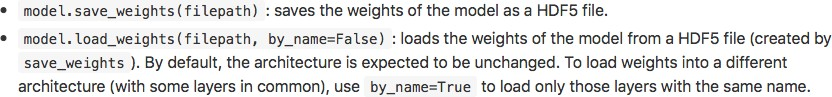 • model.save_weights(filepath) : saves the weights of the model as a HDF5 file.
• model.load_weights(filepath, by_name=False) : loads the weights of the model from a HDF5 file (created by
save_weights ). By default, the architecture is expected to be unchanged. To load weights into a different
architecture (with some layers in common), use by_name=True to load only those layers with the same name.